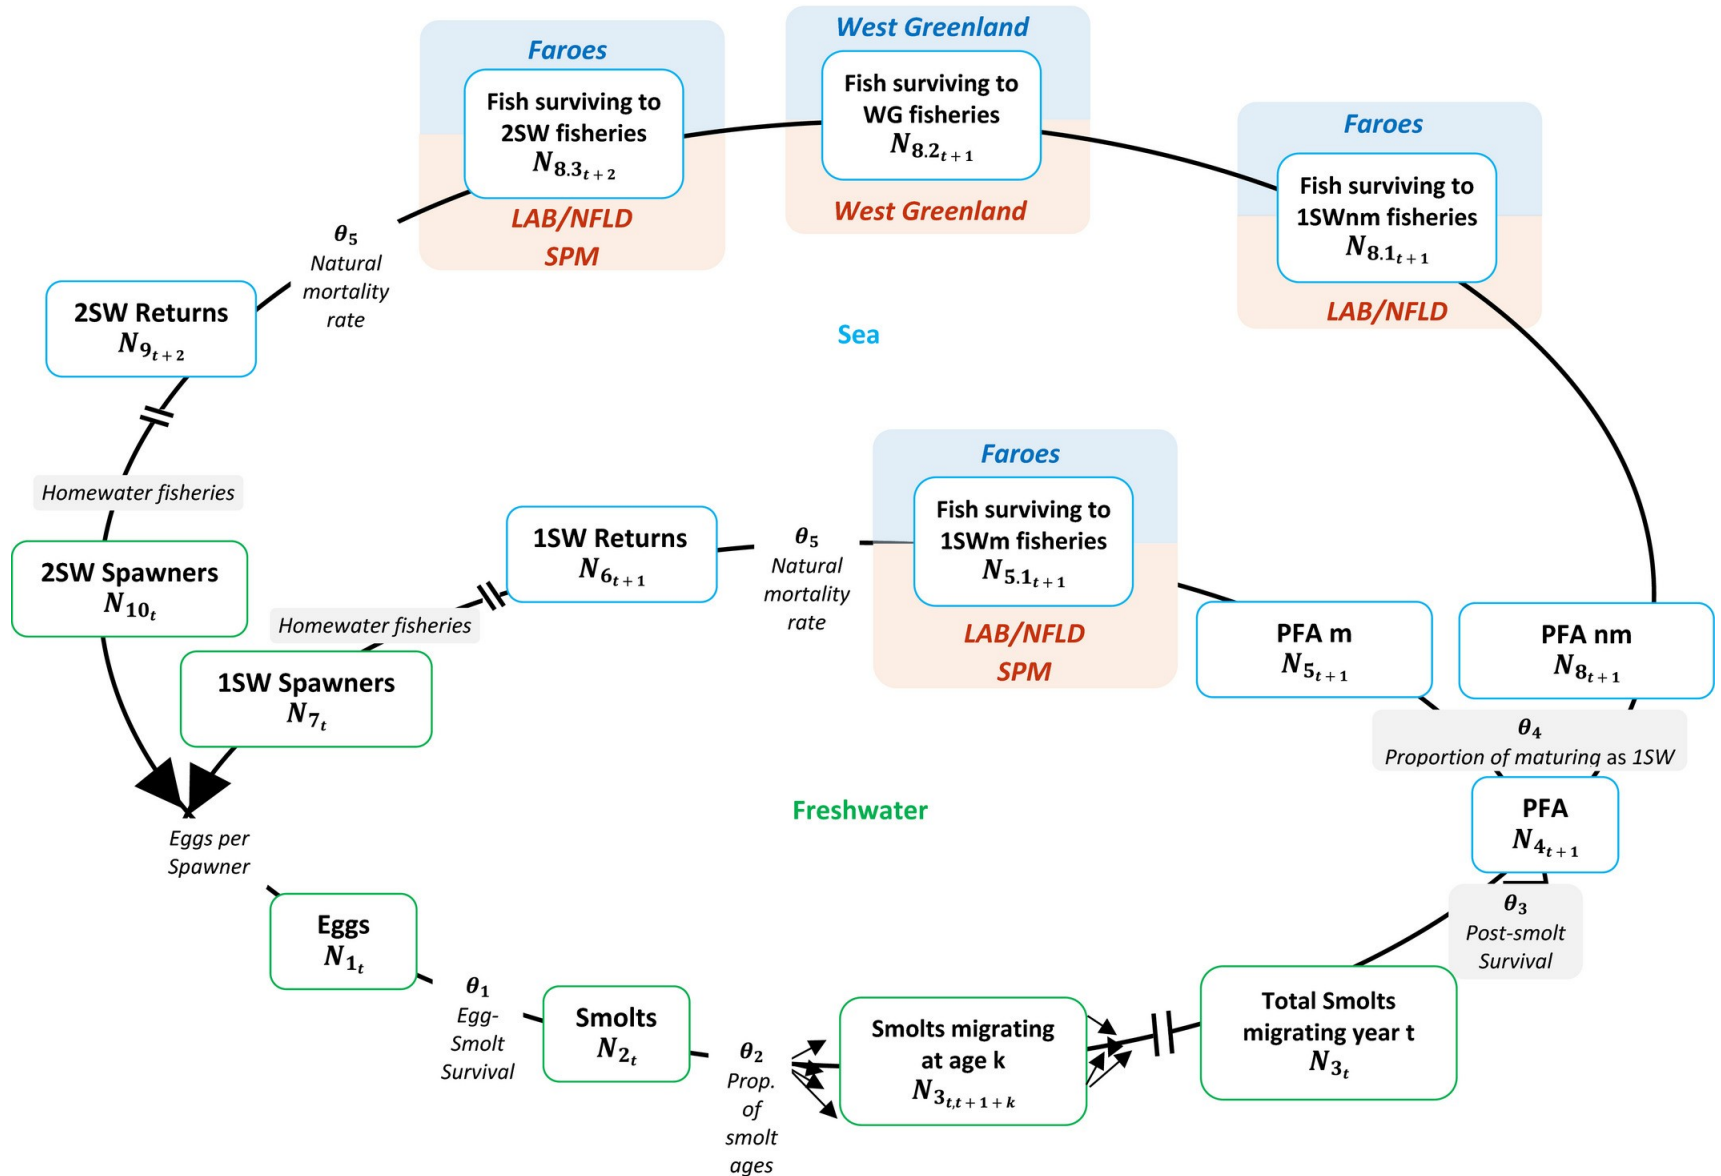 Faroes
Fish surviving to
2SW fisheries
N8.3t+2
LAB/NFLD
SPM
West Greenland
Fish surviving to
WG fisheries
N8.2t+1
West Greenland
Faroes
Fish surviving to
1SWnm fisheries
N8.1t+1
LAB/NFLD
θ5
Natural
mortality
rate
2SW Returns
N9t+2
Sea
Homewater fisheries
2SW Spawners
N10t
Faroes
Fish surviving to
1SWm fisheries
N5.1t+1
LAB/NFLD
SPM
1SW Returns
N6t+1
θ5
Natural
mortality
rate
Homewater fisheries
1SW Spawners
N7t
PFA m
N5t+1
PFA nm
N8t+1
θ4
Proportion of maturing as 1SW
PFA
N4t+1
Freshwater
Eggs per
Spawner
θ3
Post-smolt
Survival
Eggs
N1t
θ1
Egg-
Smolt
Survival
Smolts
N2t
θ2
Prop.
of
smolt
ages
Smolts migrating
at age k
N3t,t+1+k
Total Smolts
migrating year t
N3t